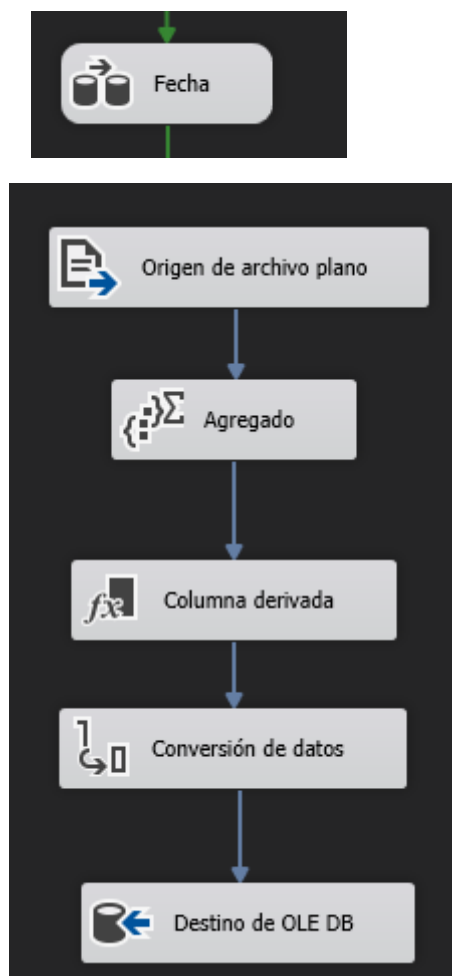 Fecha
Origen de archivo plano
Agregado
Columna derivada
Conversión de datos
Destino de OLE DB